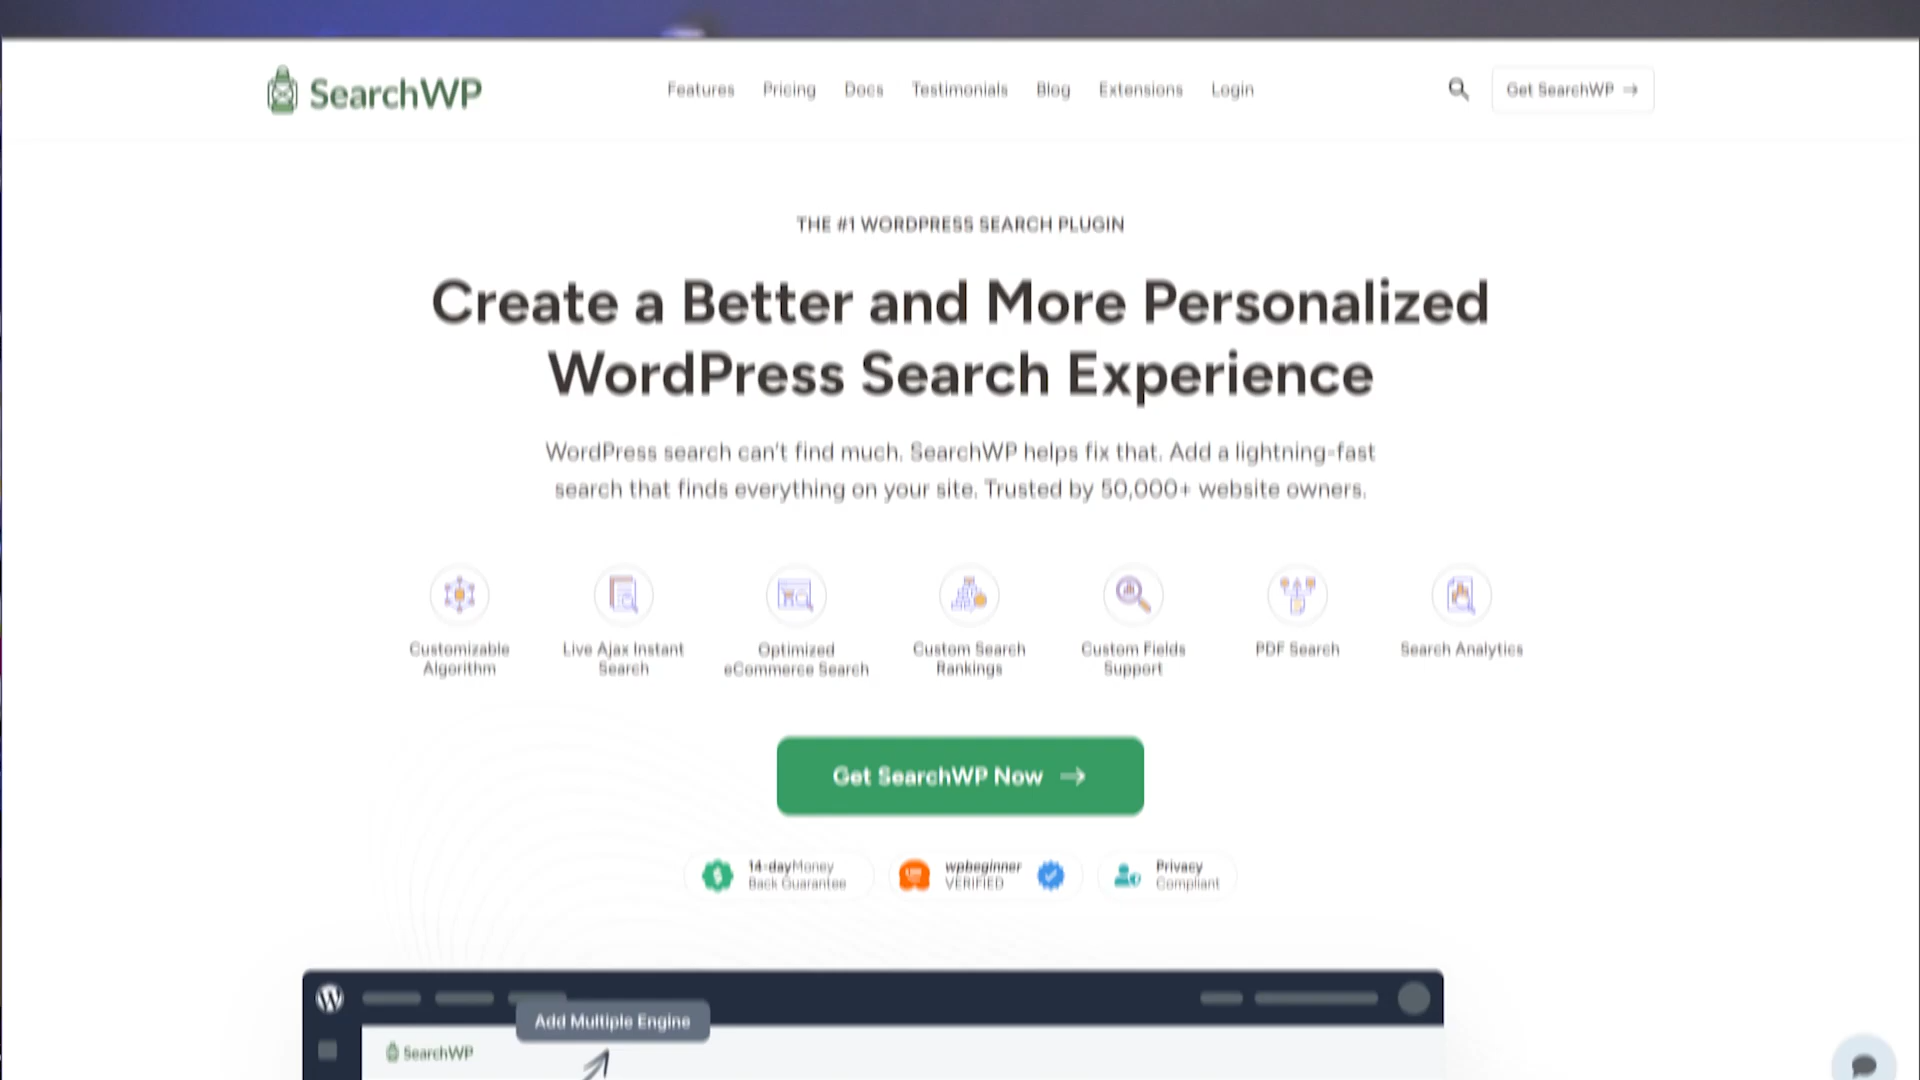 SearchWP
Features Pricing Docs Testimonials Blog Extensions Login
Get SearchWP →
THE #1 WORDPRESS SEARCH PLUGIN
Create a Better and More Personalized
WordPress Search Experience
WordPress search can't find much. SearchWP helps fix that. Add a lightning-fast
search that finds everything on your site. Trusted by 50,000+ website owners.
Customizable
Algorithm
Live Ajax Instant
Search
Optimized
eCommerce Search
Custom Search
Rankings
Custom Fields
Support
PDF Search
Search Analytics
Get SearchWP Now →
14-day Money
Back Guarantee
wpbeginner
VERIFIED
Privacy
Compliant
Add Multiple Engine
SearchWP